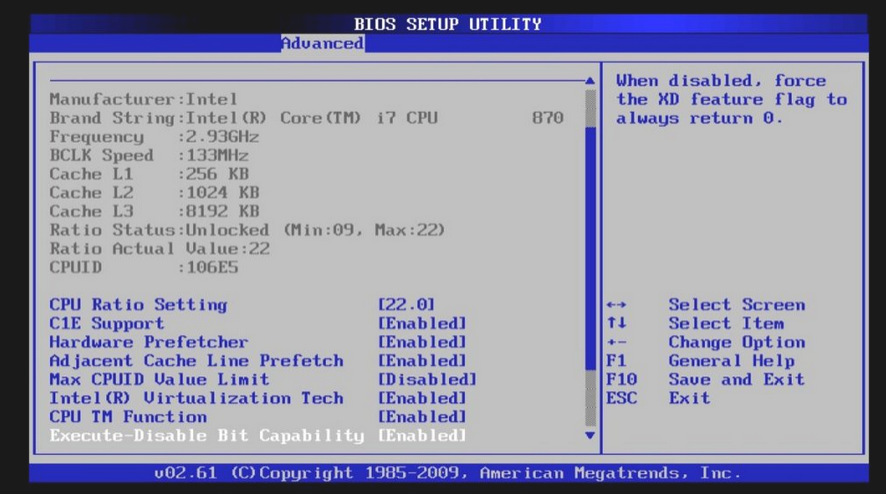 BIOS SETUP UTILITY
Advanced
Manufacturer:Intel
Brand String:Intel(R) Core(TM) i7 CPU 870
Frequency :2.93GHz
BCLK Speed :133MHz
Cache L1 :256 KB
Cache L2 :1024 KB
Cache L3 :8192 KB
Ratio Status:Unlocked (Min:09, Max:22)
Ratio Actual Value:22
CPUID :106E5
CPU Ratio Setting [22.0]
C1E Support [Enabled]
Hardware Prefetcher [Enabled]
Adjacent Cache Line Prefetch [Enabled]
Max CPUID Value Limit [Disabled]
Intel(R) Virtualization Tech [Enabled]
CPU TM Function [Enabled]
Execute-Disable Bit Capability [Enabled]
When disabled, force
the XD feature flag to
always return 0.
↔ Select Screen
↑↓ Select Item
+- Change Option
F1 General Help
F10 Save and Exit
ESC Exit
v02.61 (C)Copyright 1985-2009, American Megatrends, Inc.